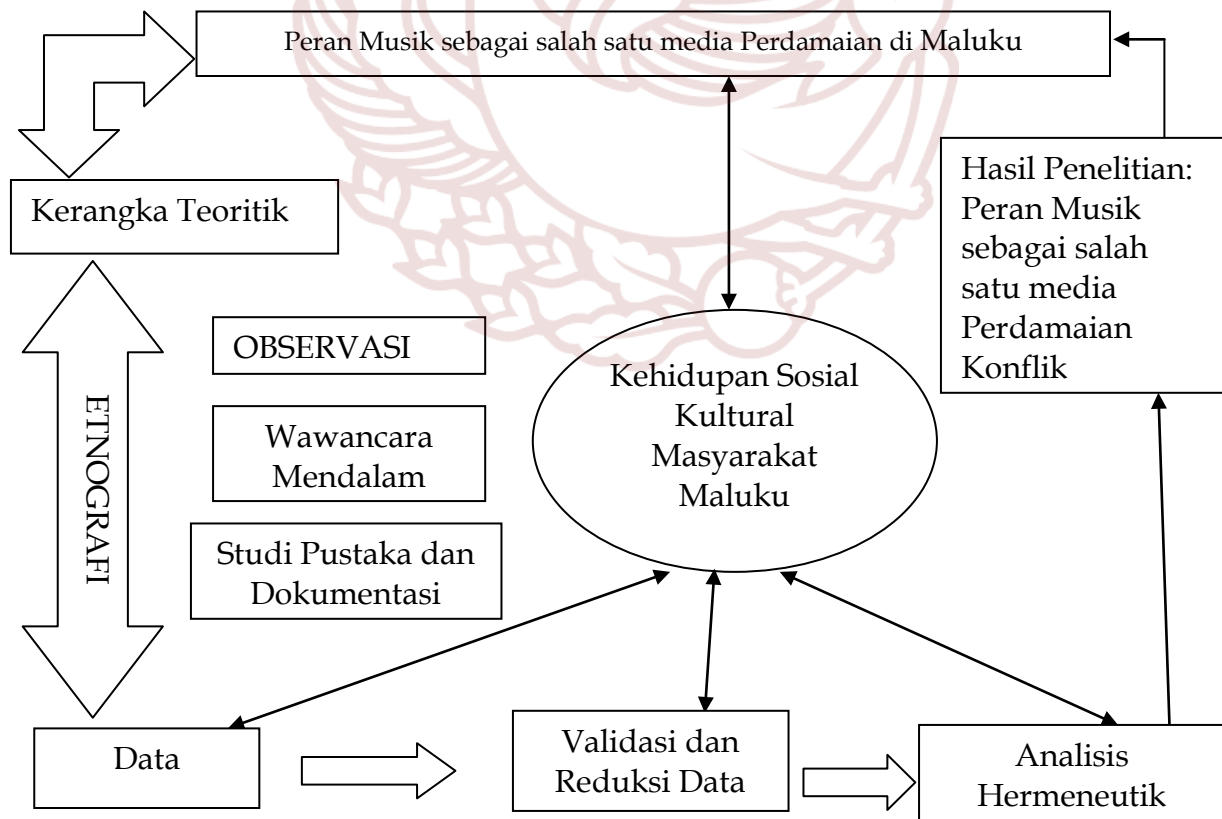 Peran Musik sebagai salah satu media Perdamaian di Maluku
Kerangka Teoritik
Hasil Penelitian:
Peran Musik
sebagai salah
satu media
Perdamaian
Konflik
ETNOGRAFI
OBSERVASI
Wawancara
Mendalam
Studi Pustaka dan
Dokumentasi
Kehidupan Sosial
Kultural
Masyarakat
Maluku
Data
Validasi dan
Reduksi Data
Analisis
Hermeneutik